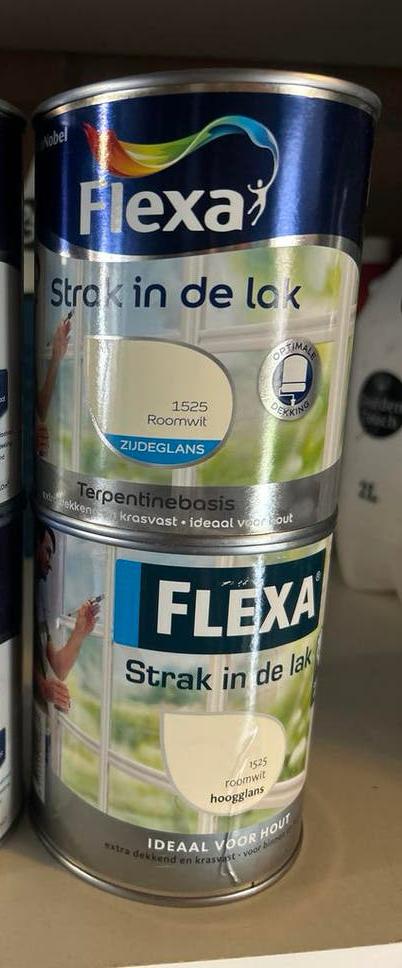 Nobel
Flexa
Strak in de lak
OPTIMALE
DEKKING
1525
Roomwit
ZIJDEGLANS
Terpentinebasis
krasvast • ideaal voor hout
FLEXA®
Strak in de lak
1525
roomwit
hoogglans
IDEAAL VOOR HOUT
extra dekkend en krasvast • voor